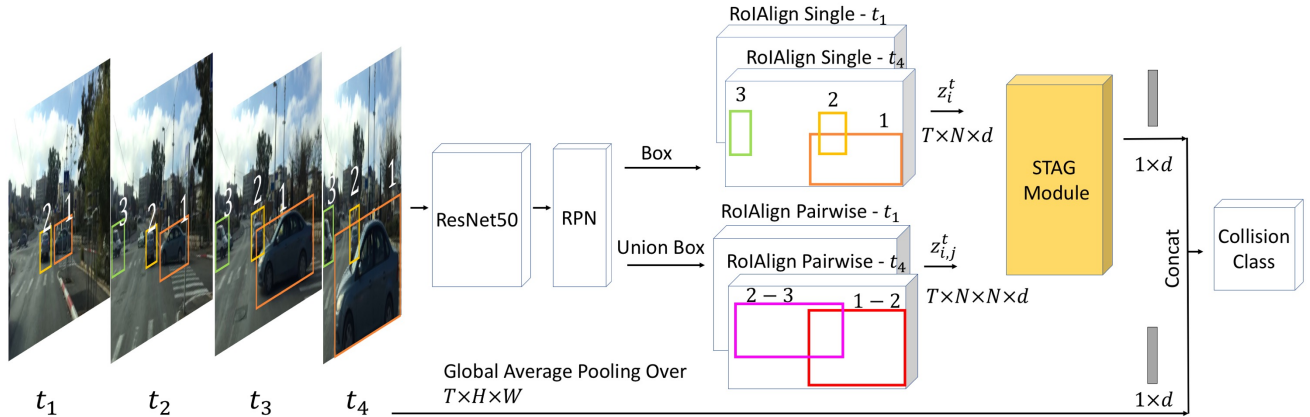 RoIAlign Single - t₁
RoIAlign Single - t₄
3
2
1
z_i^t
T×N×d
STAG
Module
1×d
2
1
3
2
1
3
2
1
3
2
1
ResNet50
RPN
Box
Union Box
RoIAlign Pairwise - t₁
RoIAlign Pairwise - t₄
2 − 3
1 − 2
z_{i,j}^t
T×N×N×d
Concat
Collision
Class
Global Average Pooling Over
T×H×W
1×d
t₁
t₂
t₃
t₄